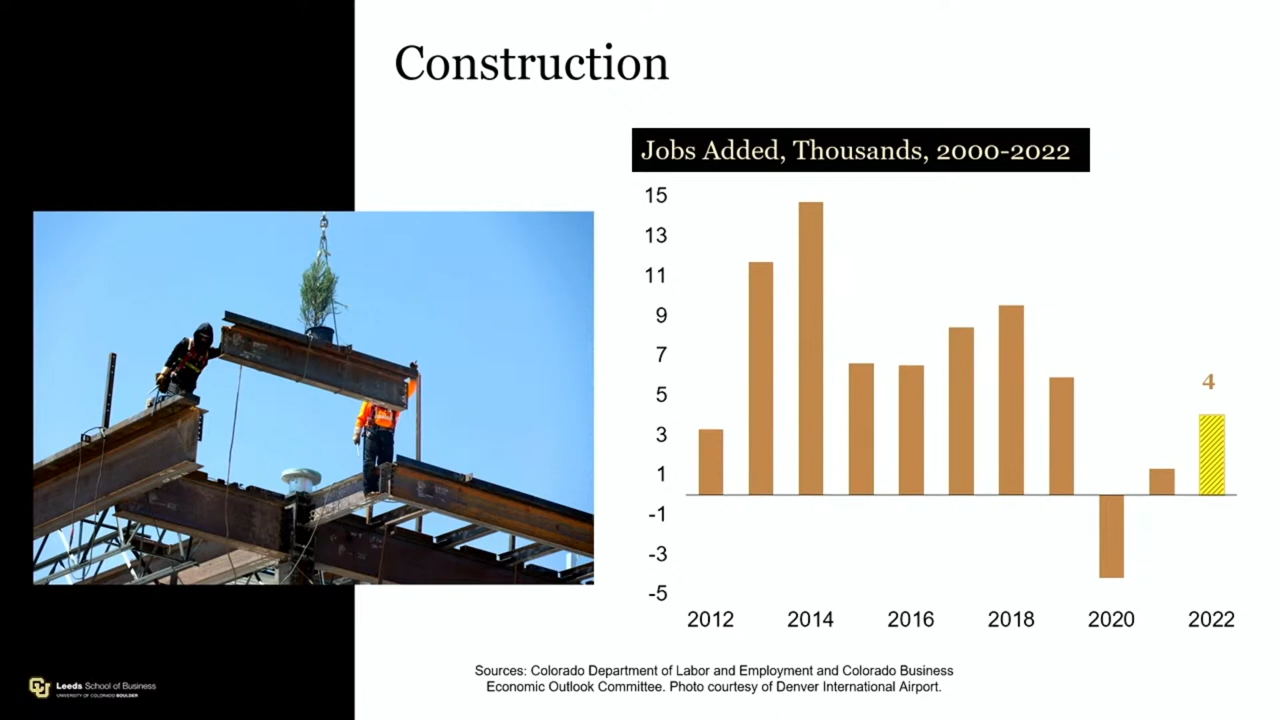 Construction
Jobs Added, Thousands, 2000-2022
15
13
11
9
7
5
3
1
-1
-3
-5
4
2012 2014 2016 2018 2020 2022
Sources: Colorado Department of Labor and Employment and Colorado Business
Economic Outlook Committee. Photo courtesy of Denver International Airport.
CU
Leeds School of Business
UNIVERSITY OF COLORADO BOULDER